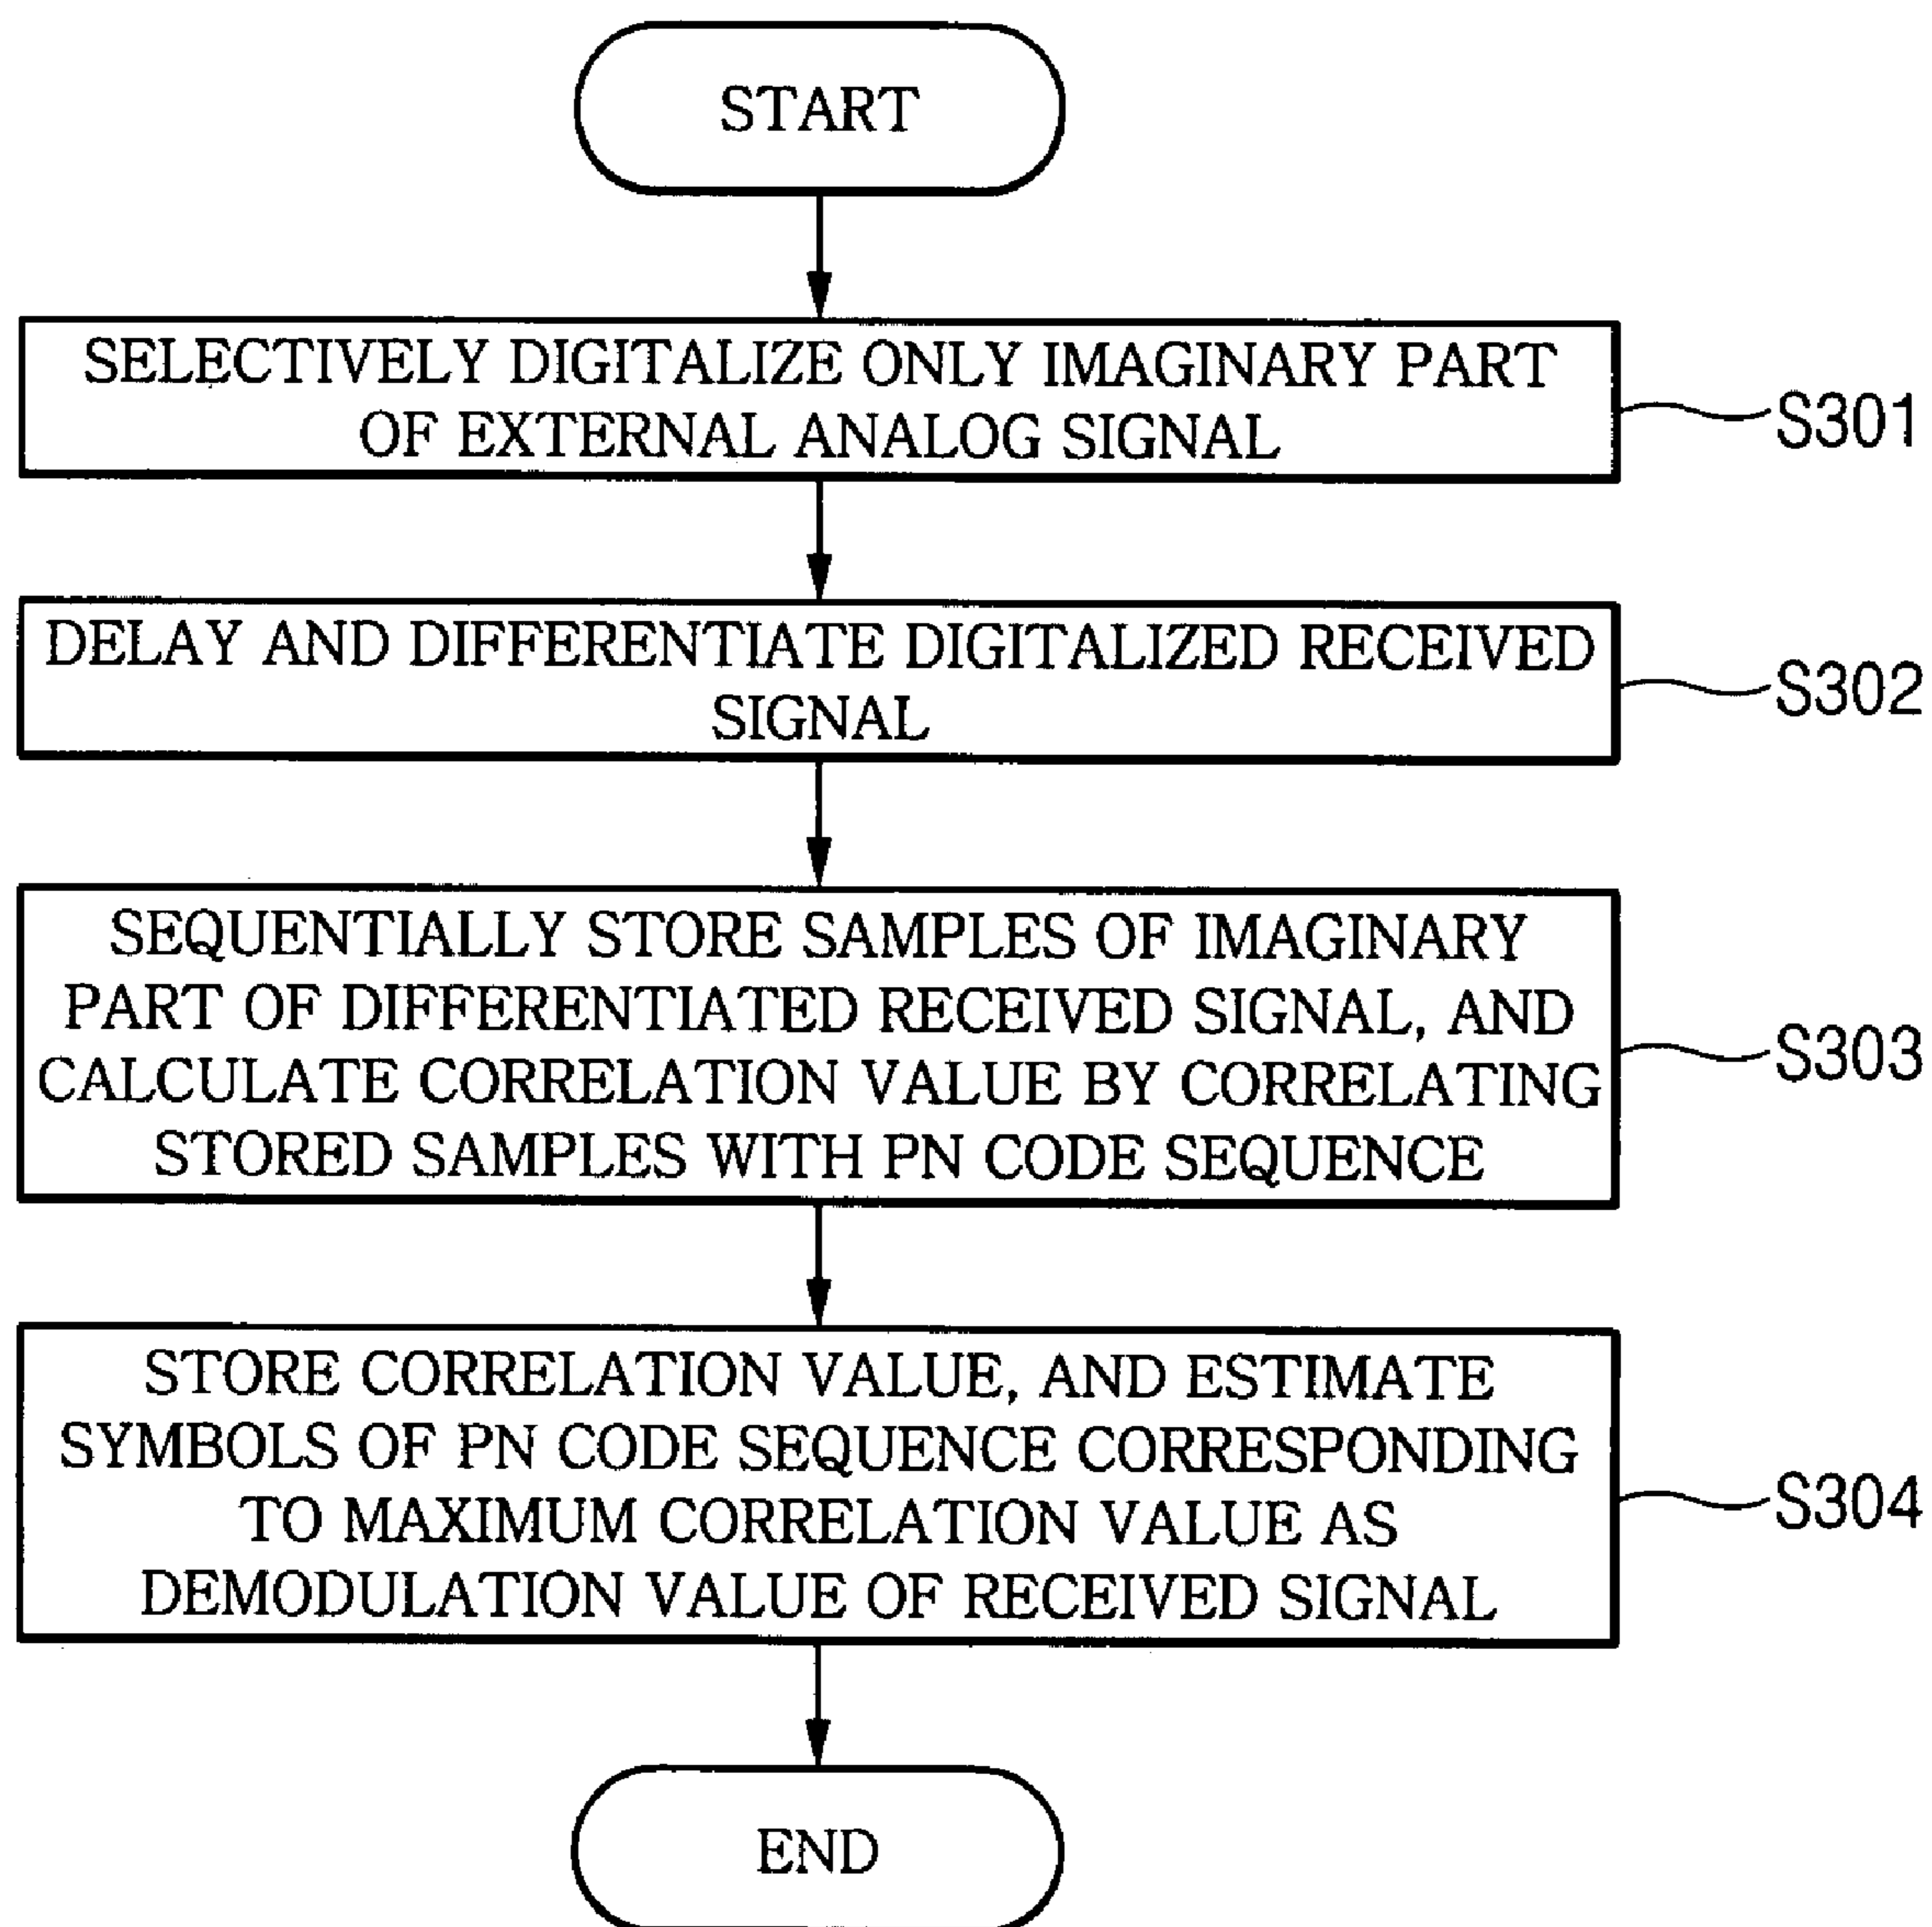 START
SELECTIVELY DIGITALIZE ONLY IMAGINARY PART
OF EXTERNAL ANALOG SIGNAL
S301
DELAY AND DIFFERENTIATE DIGITALIZED RECEIVED
SIGNAL
S302
SEQUENTIALLY STORE SAMPLES OF IMAGINARY
PART OF DIFFERENTIATED RECEIVED SIGNAL, AND
CALCULATE CORRELATION VALUE BY CORRELATING
STORED SAMPLES WITH PN CODE SEQUENCE
S303
STORE CORRELATION VALUE, AND ESTIMATE
SYMBOLS OF PN CODE SEQUENCE CORRESPONDING
TO MAXIMUM CORRELATION VALUE AS
DEMODULATION VALUE OF RECEIVED SIGNAL
S304
END